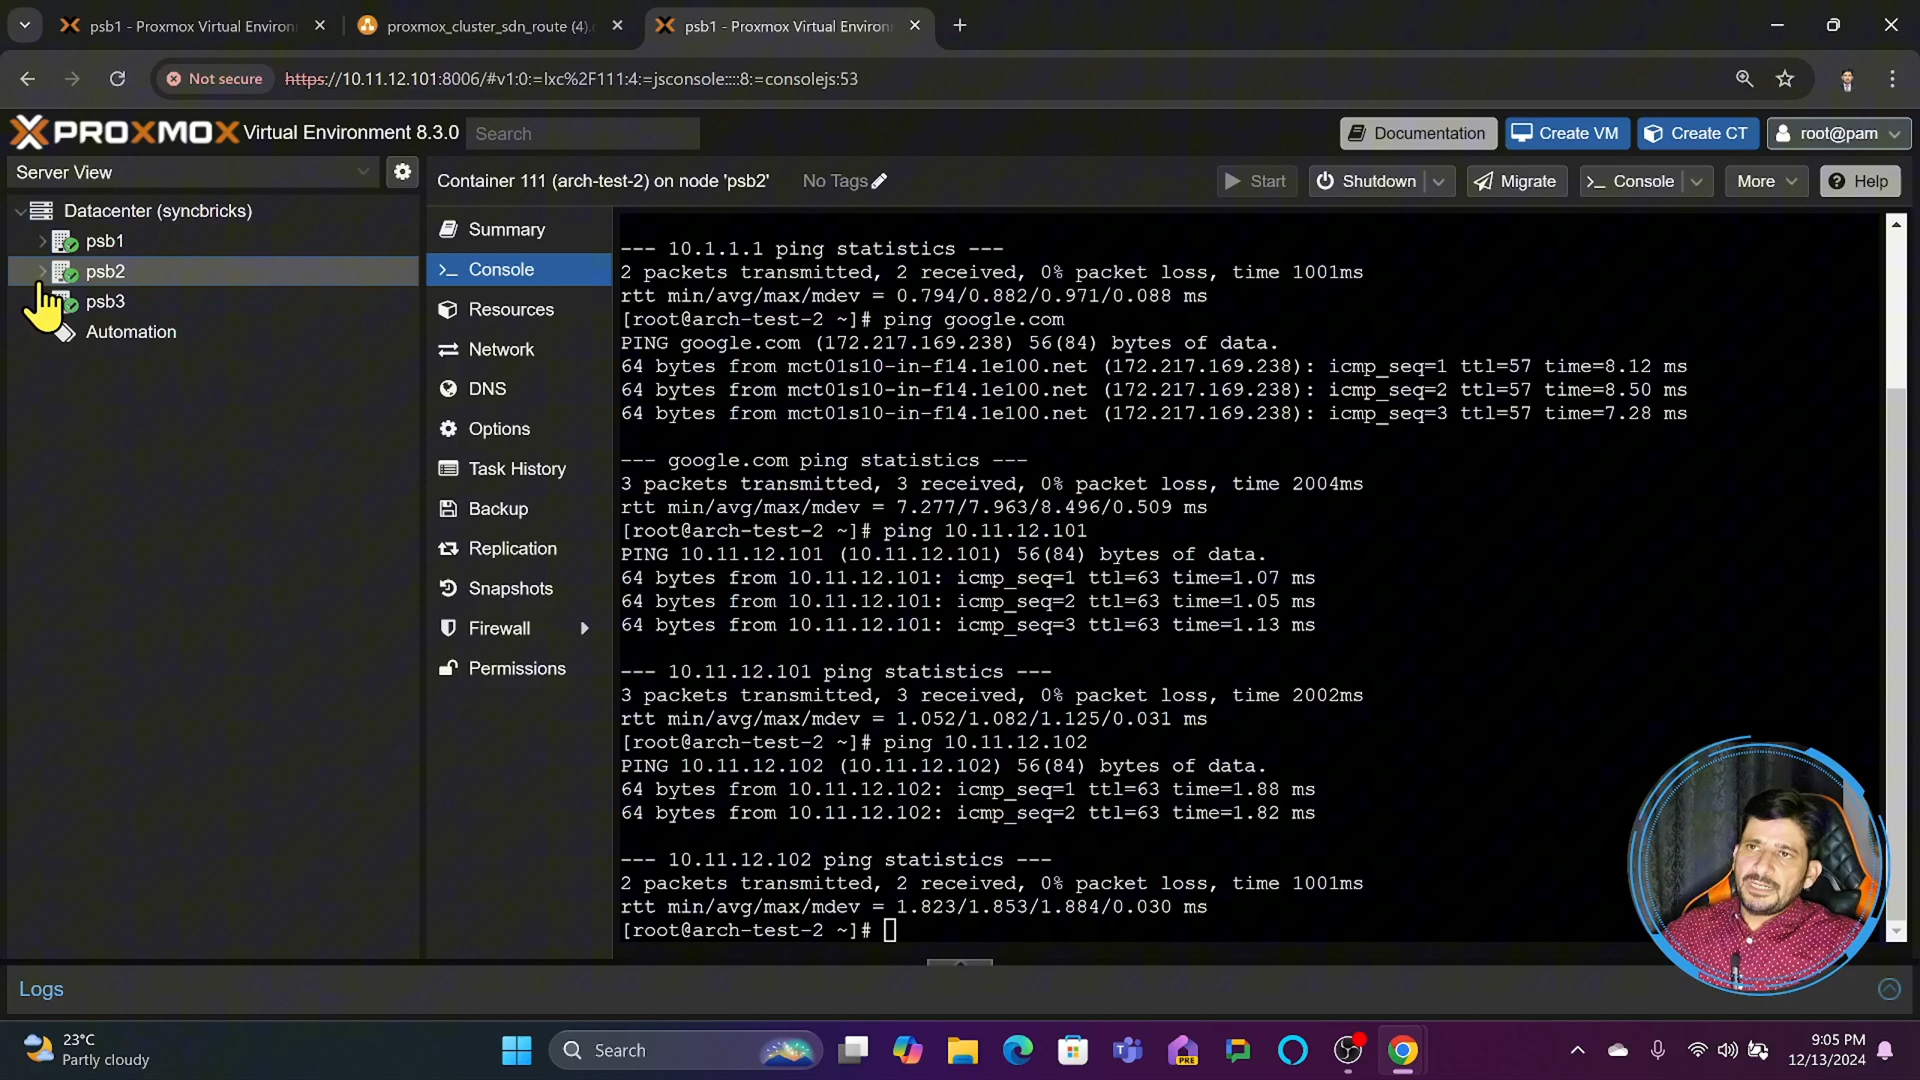 psb1 - Proxmox Virtual Environ
proxmox_cluster_sdn_route (4).
psb1 - Proxmox Virtual Environ
Not secure
https://10.11.12.101:8006/#v1:0:=lxc%2F111:4:=jsconsole::::8:=consolejs:53
PROXMOX Virtual Environment 8.3.0
Search
Documentation
Create VM
Create CT
root@pam
Server View
Container 111 (arch-test-2) on node 'psb2'
No Tags
Start
Shutdown
Migrate
>_ Console
More
Help
Datacenter (syncbricks)
psb1
psb2
psb3
Automation
Summary
>_ Console
Resources
Network
DNS
Options
Task History
Backup
Replication
Snapshots
Firewall
Permissions
--- 10.1.1.1 ping statistics ---
2 packets transmitted, 2 received, 0% packet loss, time 1001ms
rtt min/avg/max/mdev = 0.794/0.882/0.971/0.088 ms
[root@arch-test-2 ~]# ping google.com
PING google.com (172.217.169.238) 56(84) bytes of data.
64 bytes from mct01s10-in-f14.1e100.net (172.217.169.238): icmp_seq=1 ttl=57 time=8.12 ms
64 bytes from mct01s10-in-f14.1e100.net (172.217.169.238): icmp_seq=2 ttl=57 time=8.50 ms
64 bytes from mct01s10-in-f14.1e100.net (172.217.169.238): icmp_seq=3 ttl=57 time=7.28 ms
--- google.com ping statistics ---
3 packets transmitted, 3 received, 0% packet loss, time 2004ms
rtt min/avg/max/mdev = 7.277/7.963/8.496/0.509 ms
[root@arch-test-2 ~]# ping 10.11.12.101
PING 10.11.12.101 (10.11.12.101) 56(84) bytes of data.
64 bytes from 10.11.12.101: icmp_seq=1 ttl=63 time=1.07 ms
64 bytes from 10.11.12.101: icmp_seq=2 ttl=63 time=1.05 ms
64 bytes from 10.11.12.101: icmp_seq=3 ttl=63 time=1.13 ms
--- 10.11.12.101 ping statistics ---
3 packets transmitted, 3 received, 0% packet loss, time 2002ms
rtt min/avg/max/mdev = 1.052/1.082/1.125/0.031 ms
[root@arch-test-2 ~]# ping 10.11.12.102
PING 10.11.12.102 (10.11.12.102) 56(84) bytes of data.
64 bytes from 10.11.12.102: icmp_seq=1 ttl=63 time=1.88 ms
64 bytes from 10.11.12.102: icmp_seq=2 ttl=63 time=1.82 ms
--- 10.11.12.102 ping statistics ---
2 packets transmitted, 2 received, 0% packet loss, time 1001ms
rtt min/avg/max/mdev = 1.823/1.853/1.884/0.030 ms
[root@arch-test-2 ~]#
Logs
23°C
Partly cloudy
Search
PRE
9:05 PM
12/13/2024